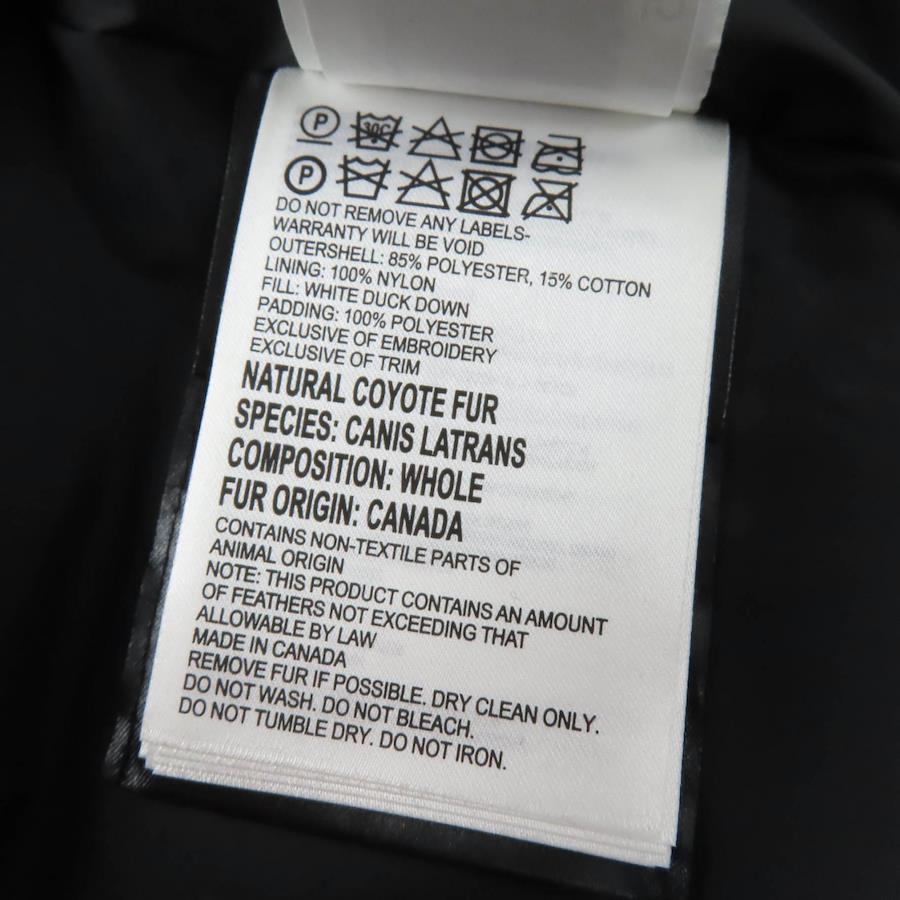 P 30C
P
DO NOT REMOVE ANY LABELS-
WARRANTY WILL BE VOID
OUTERSHELL: 85% POLYESTER, 15% COTTON
LINING: 100% NYLON
FILL: WHITE DUCK DOWN
PADDING: 100% POLYESTER
EXCLUSIVE OF EMBROIDERY
EXCLUSIVE OF TRIM
NATURAL COYOTE FUR
SPECIES: CANIS LATRANS
COMPOSITION: WHOLE
FUR ORIGIN: CANADA
CONTAINS NON-TEXTILE PARTS OF
ANIMAL ORIGIN
NOTE: THIS PRODUCT CONTAINS AN AMOUNT
OF FEATHERS NOT EXCEEDING THAT
ALLOWABLE BY LAW
MADE IN CANADA
REMOVE FUR IF POSSIBLE. DRY CLEAN ONLY.
DO NOT WASH. DO NOT BLEACH.
DO NOT TUMBLE DRY. DO NOT IRON.